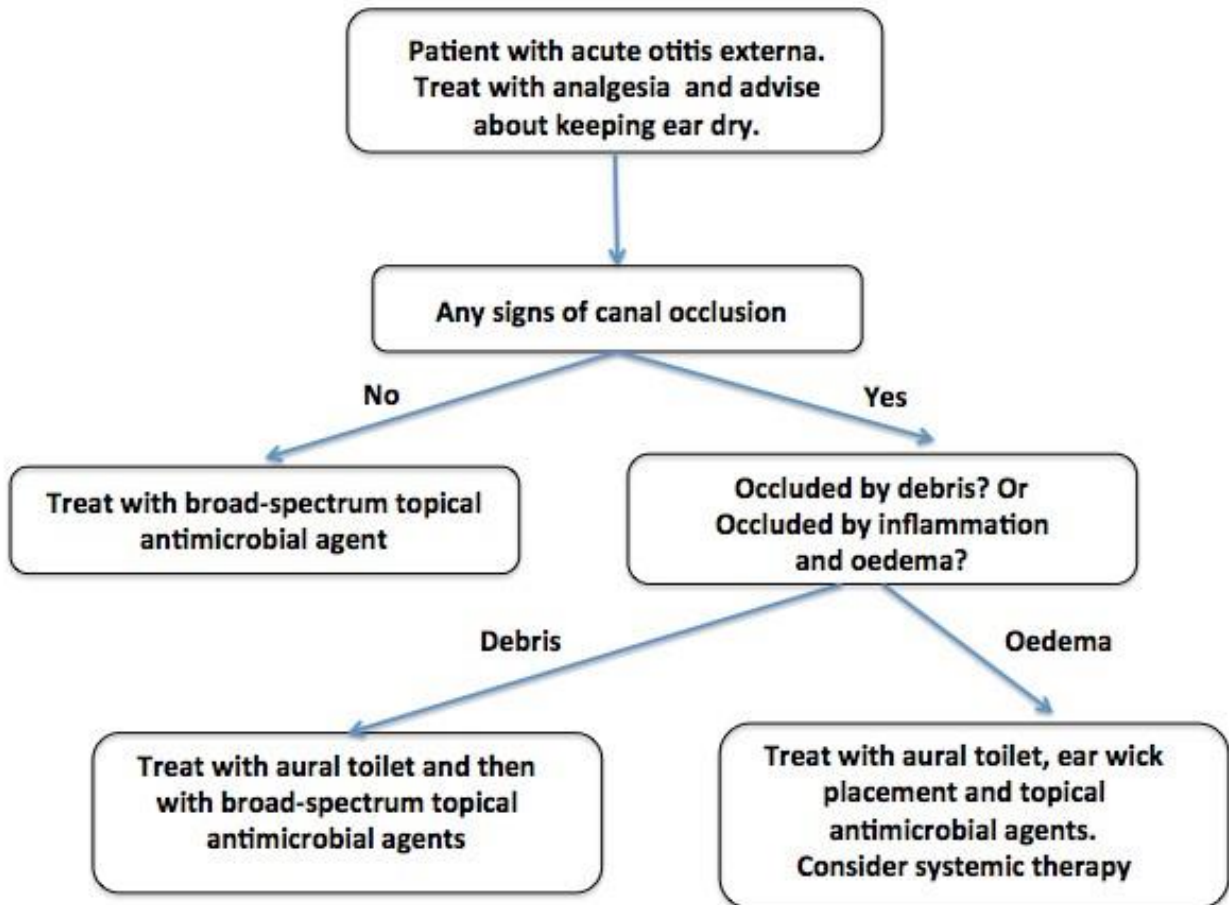 Patient with acute otitis externa.
Treat with analgesia and advise
about keeping ear dry.
Any signs of canal occlusion
No
Yes
Treat with broad-spectrum topical
antimicrobial agent
Occluded by debris? Or
Occluded by inflammation
and oedema?
Debris
Oedema
Treat with aural toilet and then
with broad-spectrum topical
antimicrobial agents
Treat with aural toilet, ear wick
placement and topical
antimicrobial agents.
Consider systemic therapy